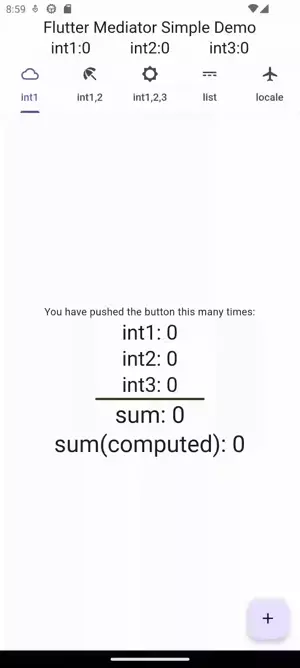 8:59
Flutter Mediator Simple Demo
int1:0 int2:0 int3:0
int1 int1,2 int1,2,3 list locale
You have pushed the button this many times:
int1: 0
int2: 0
int3: 0
sum: 0
sum(computed): 0
+